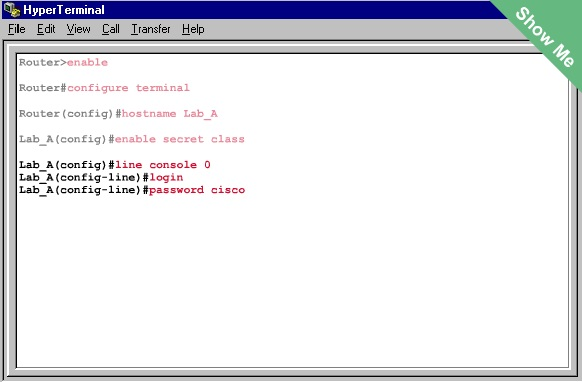 HyperTerminal
File Edit View Call Transfer Help
Show Me
Router>enable
Router#configure terminal
Router(config)#hostname Lab_A
Lab_A(config)#enable secret class
Lab_A(config)#line console 0
Lab_A(config-line)#login
Lab_A(config-line)#password cisco